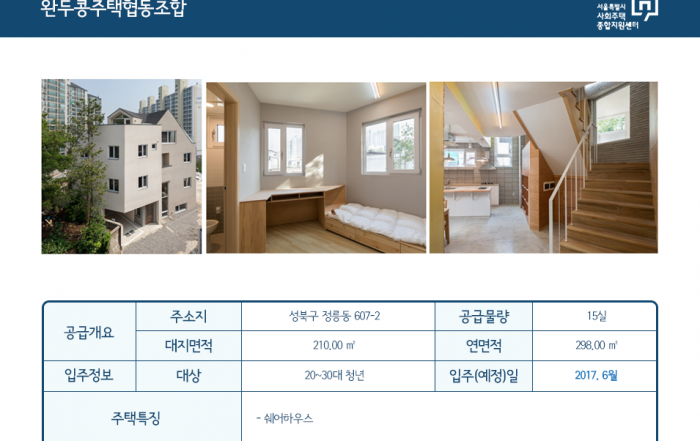 완두콩주택협동조합
서울특별시
사회주택
종합지원센터
공급개요
주소지
성북구 정릉동 607-2
공급물량
15실
대지면적
210.00 ㎡
연면적
298.00 ㎡
입주정보
대상
20~30대 청년
입주(예정)일
2017. 6월
주택특징
- 쉐어하우스